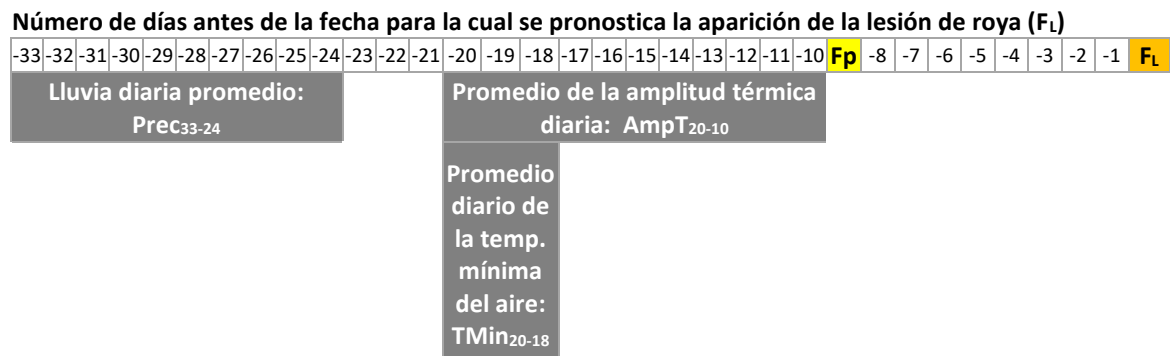 Número de días antes de la fecha para la cual se pronostica la aparición de la lesión de roya (FL)
-33 -32 -31 -30 -29 -28 -27 -26 -25 -24 -23 -22 -21 -20 -19 -18 -17 -16 -15 -14 -13 -12 -11 -10 Fp -8 -7 -6 -5 -4 -3 -2 -1 FL
Lluvia diaria promedio:
Prec33-24
Promedio de la amplitud térmica
diaria: AmpT20-10
Promedio
diario de
la temp.
mínima
del aire:
TMin20-18